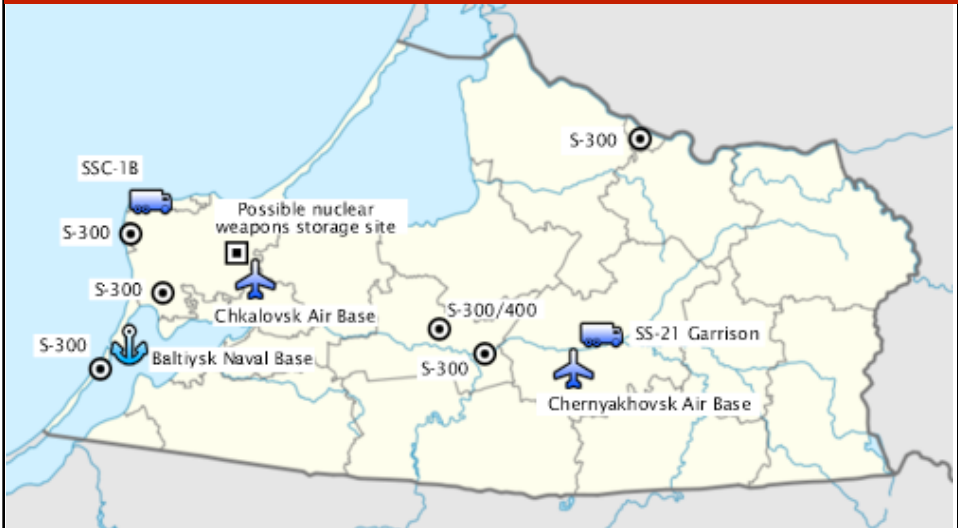 S-300
SSC-1B
Possible nuclear
weapons storage site
S-300
S-300
Chkalovsk Air Base
S-300/400
SS-21 Garrison
S-300
Baltiysk Naval Base
S-300
Chernyakhovsk Air Base